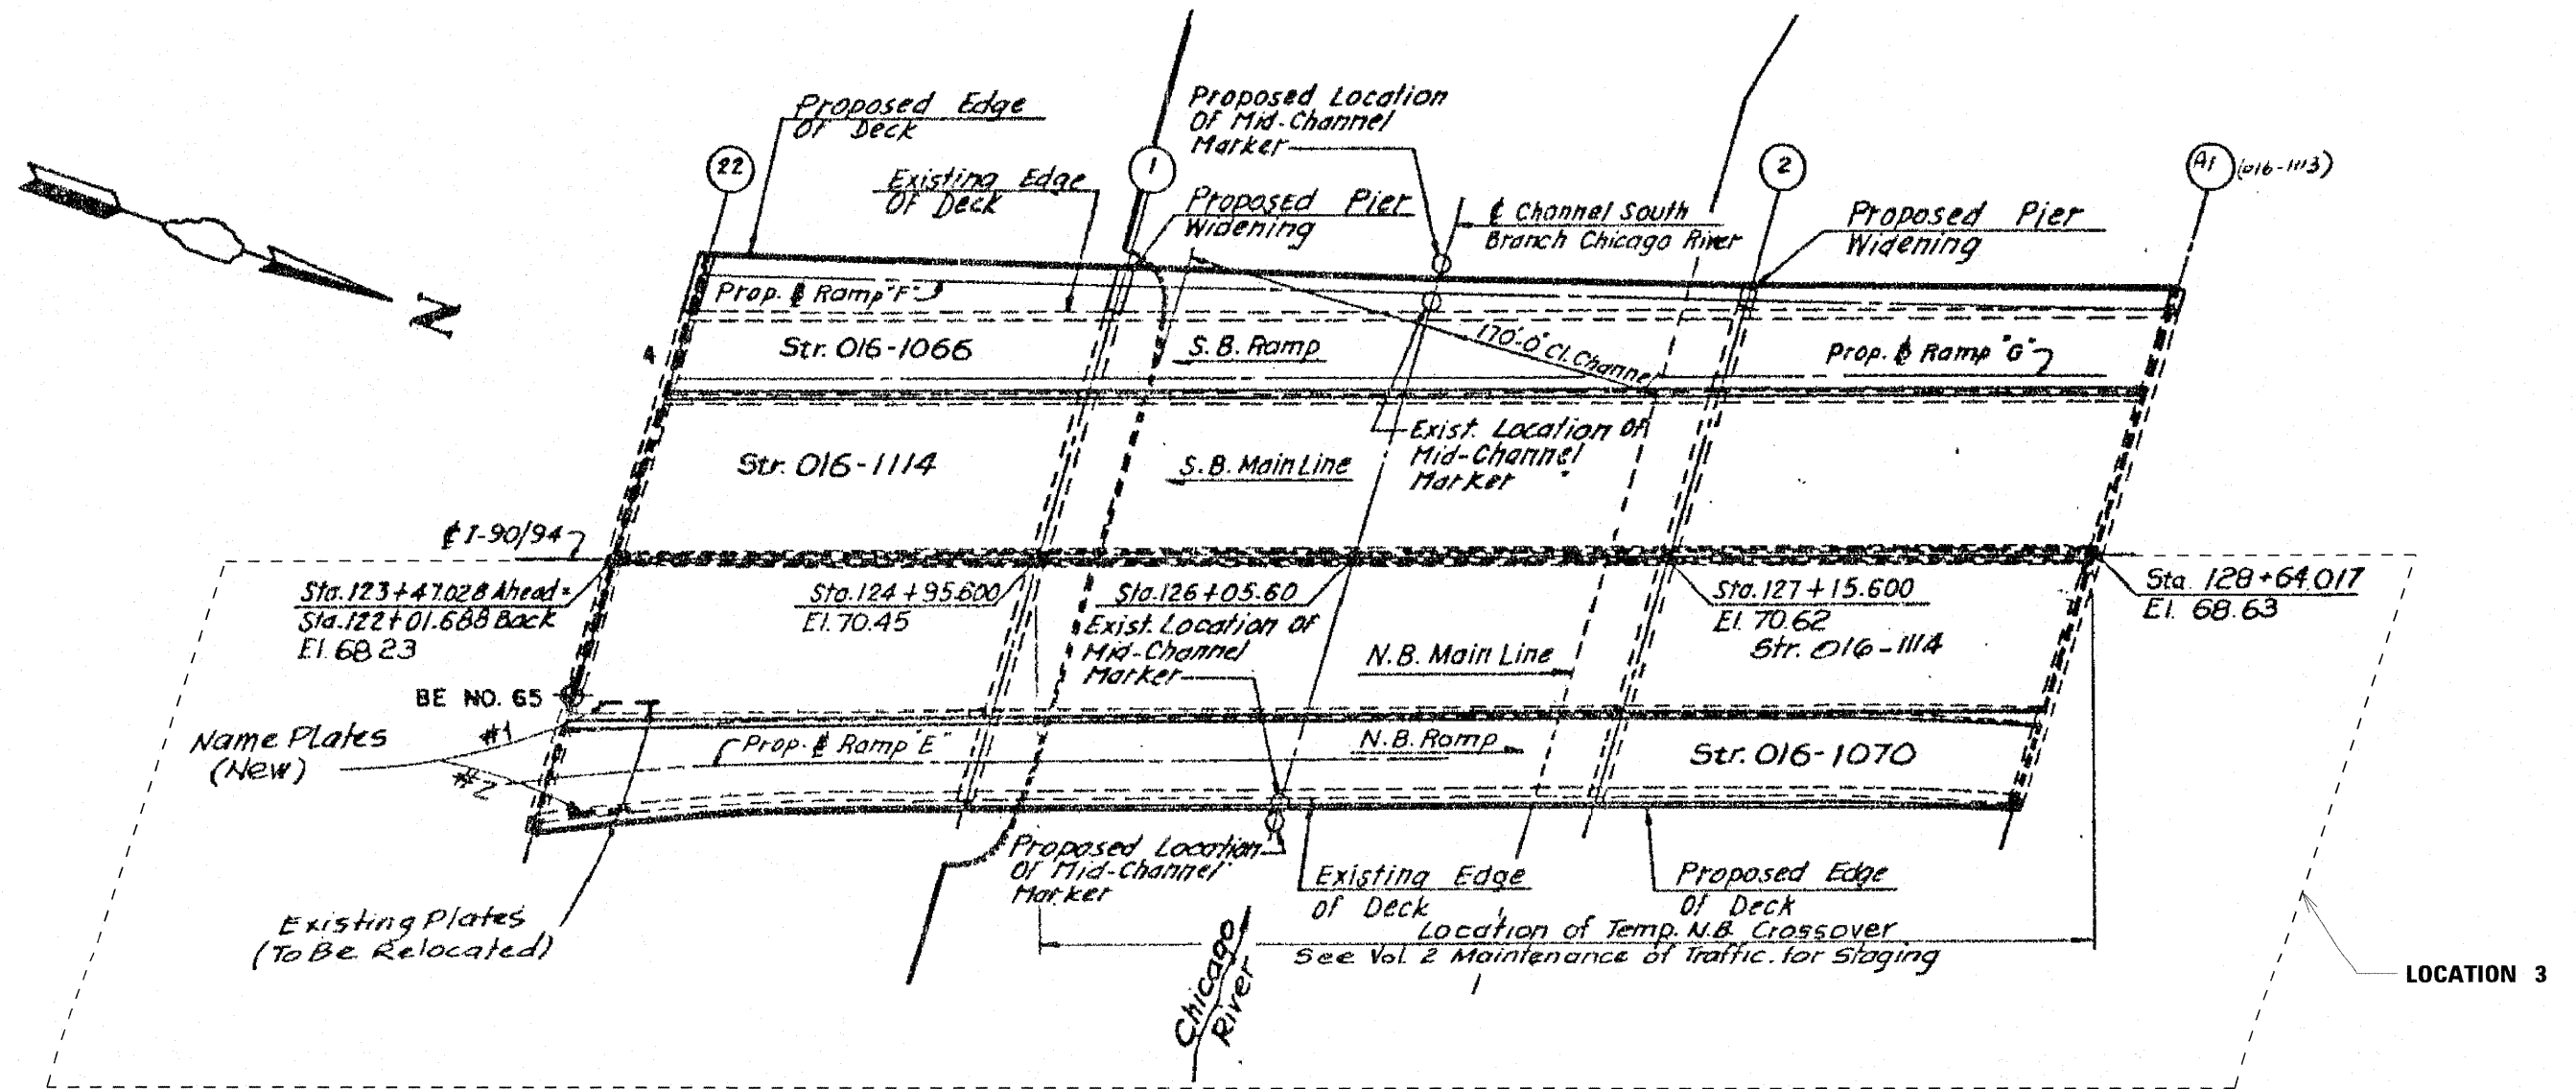 Proposed Edge
Of Deck
Proposed Location
Of Mid-Channel
Marker
22
1
2
A1 (016-1113)
Existing Edge
Of Deck
Proposed Pier
Widening
℄ Channel South
Branch Chicago River
Proposed Pier
Widening
N
Prop. ℄ Ramp "F"
Str. 016-1066
S.B. Ramp
170'-0" Cl. Channel
Prop. ℄ Ramp "G"
Str. 016-1114
S.B. Main Line
Exist. Location Of
Mid-Channel
Marker
℄ I-90/94
Sta. 123+47.028 Ahead =
Sta. 122+01.688 Back
El. 68.23
Sta. 124+95.600
El. 70.45
Sta. 126+05.60
Exist. Location Of
Mid-Channel
Marker
Sta. 127+15.600
El. 70.62
Str. 016-1114
Sta. 128+64.017
El. 68.63
N.B. Main Line
BE NO. 65
Name Plates
(New)
#1
#2
Prop. ℄ Ramp "E"
N.B. Ramp
Str. 016-1070
Proposed Location
Of Mid-Channel
Marker
Existing Edge
of Deck
Proposed Edge
Of Deck
Existing Plates
(To Be Relocated)
Location of Temp. N.B. Crossover
See Vol. 2 Maintenance of Traffic. for Staging
Chicago
River
LOCATION 3